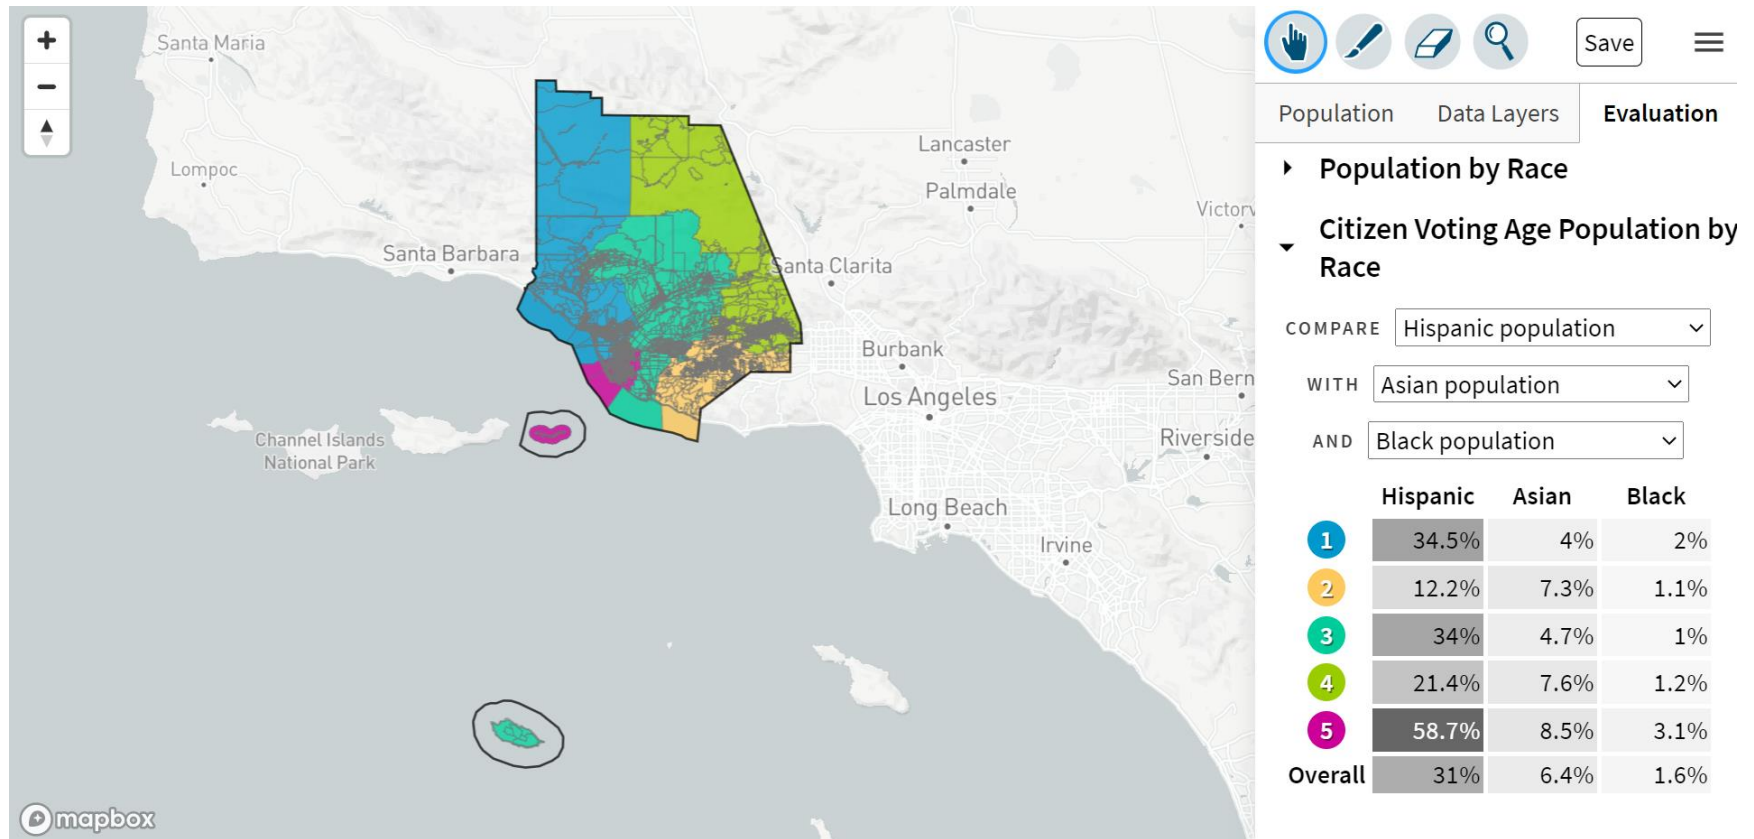 Santa Maria
Lompoc
Santa Barbara
Lancaster
Palmdale
Victorv
Santa Clarita
Burbank
San Bern
Los Angeles
Riverside
Channel Islands
National Park
Long Beach
Irvine
mapbox
Save
Population Data Layers Evaluation
Population by Race
Citizen Voting Age Population by
Race
COMPARE Hispanic population
WITH Asian population
AND Black population
Hispanic Asian Black
1 34.5% 4% 2%
2 12.2% 7.3% 1.1%
3 34% 4.7% 1%
4 21.4% 7.6% 1.2%
5 58.7% 8.5% 3.1%
Overall 31% 6.4% 1.6%